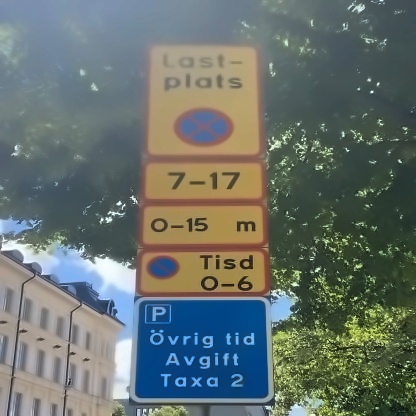 Last-
plats
7-17
0-15 m
Tisd
0-6
P
Övrig tid
Avgift
Taxa 2